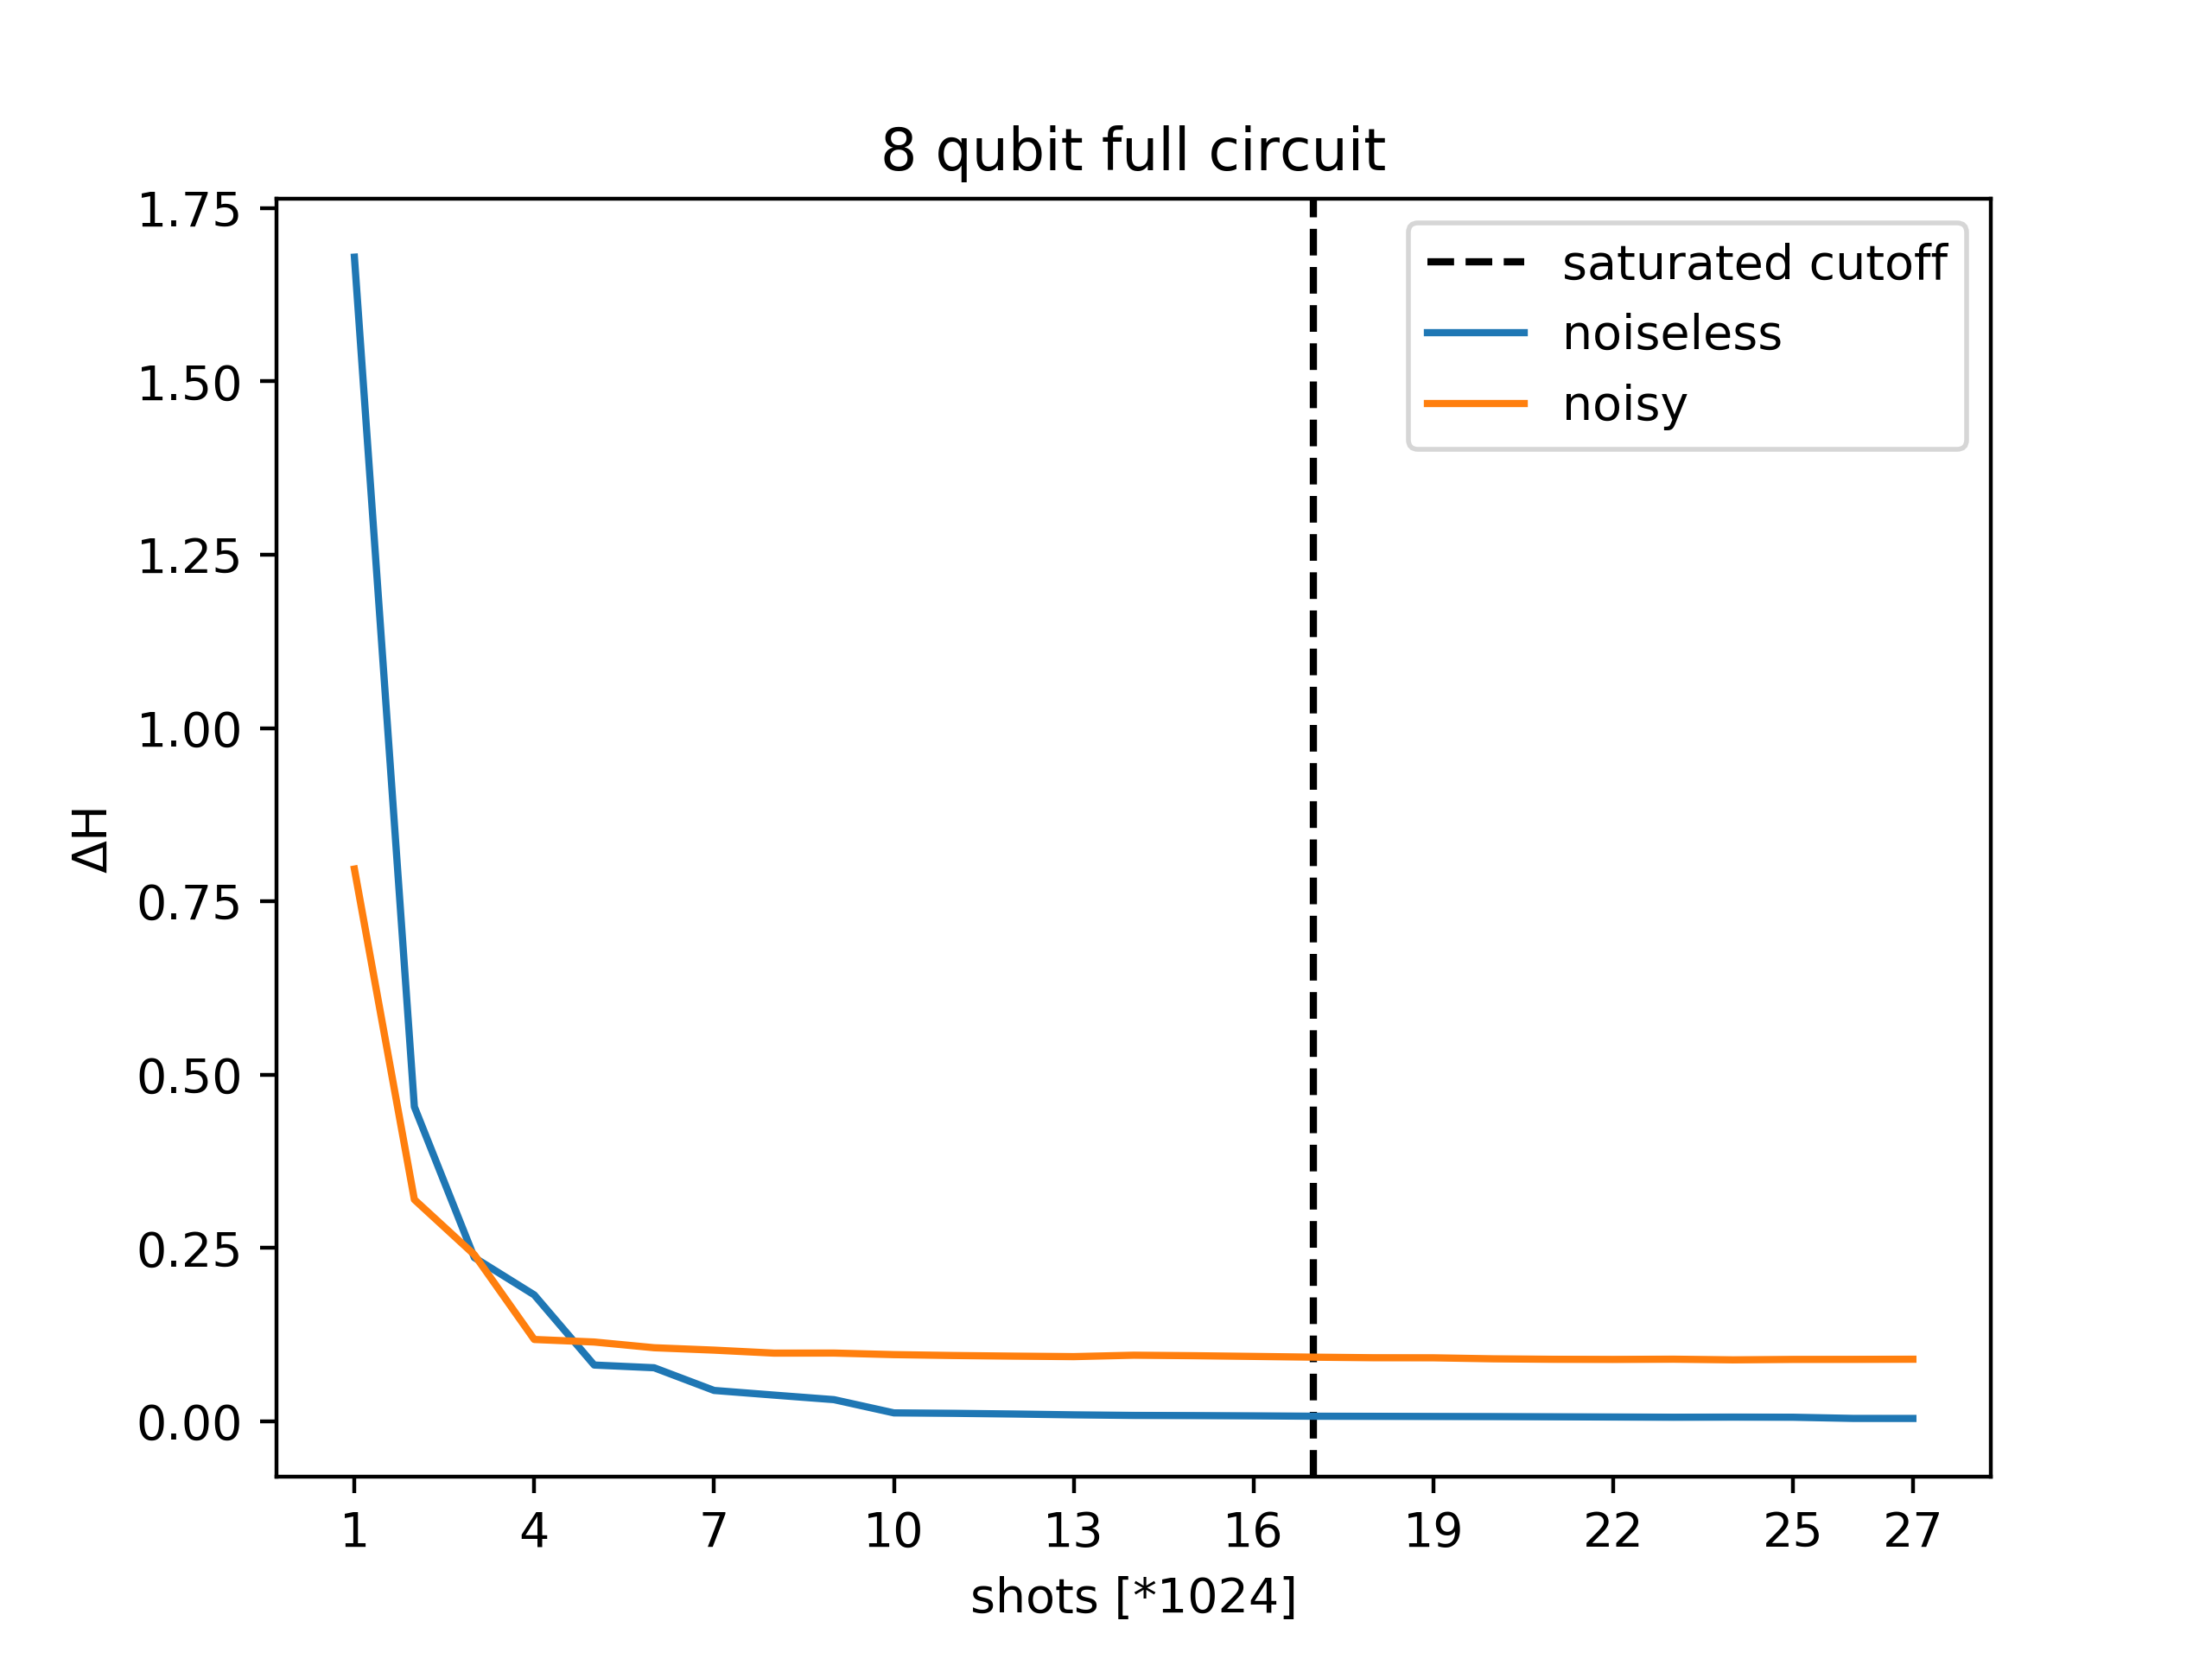 8 qubit full circuit
1.75
1.50
1.25
1.00
0.75
0.50
0.25
0.00
ΔH
saturated cutoff
noiseless
noisy
1 4 7 10 13 16 19 22 25 27
shots [*1024]